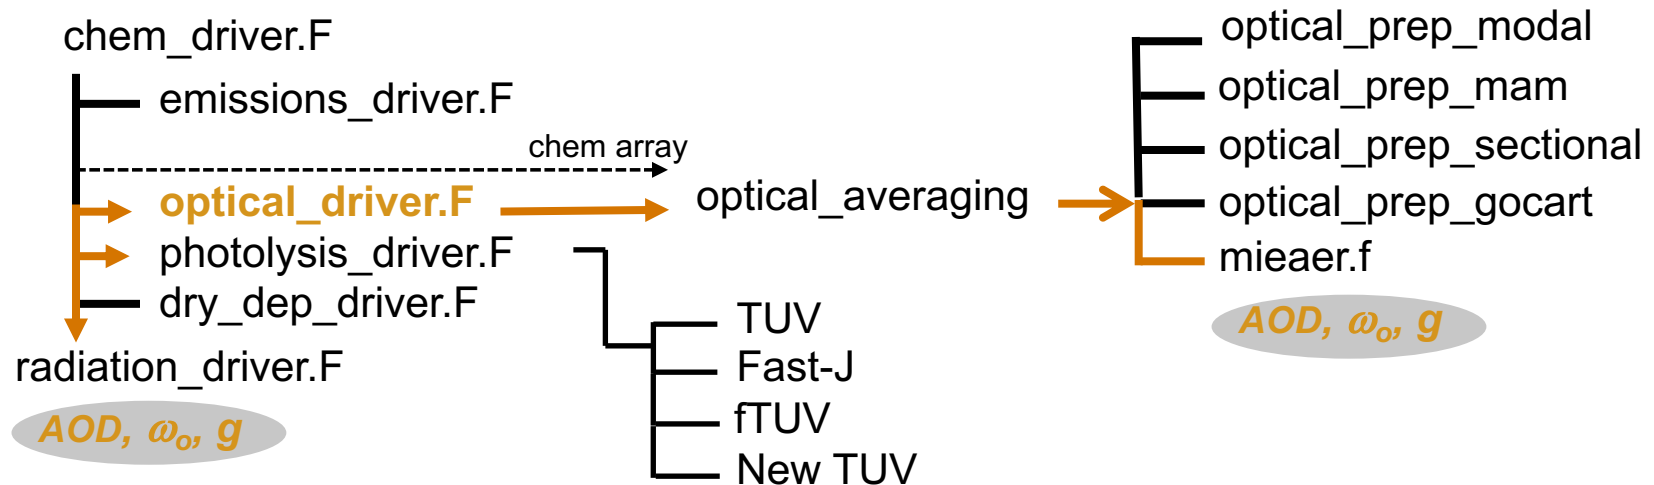 chem_driver.F
emissions_driver.F
chem array
optical_driver.F
photolysis_driver.F
dry_dep_driver.F
radiation_driver.F
AOD, ωo, g
TUV
Fast-J
fTUV
New TUV
optical_averaging
optical_prep_modal
optical_prep_mam
optical_prep_sectional
optical_prep_gocart
mieaer.f
AOD, ωo, g